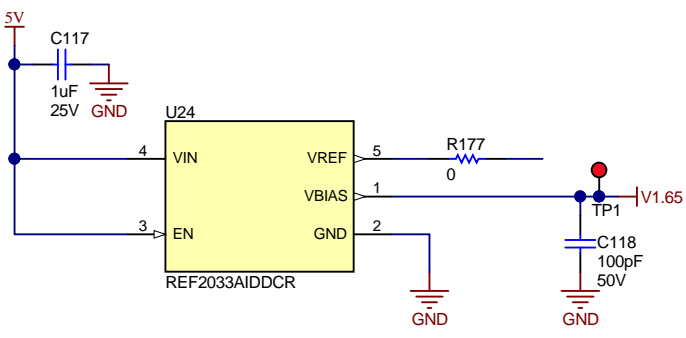 5V
C117
1uF
25V
GND
U24
4
VIN
VREF
5
R177
0
VBIAS
1
TP1
V1.65
3
EN
GND
2
C118
100pF
50V
REF2033AIDDCR
GND
GND